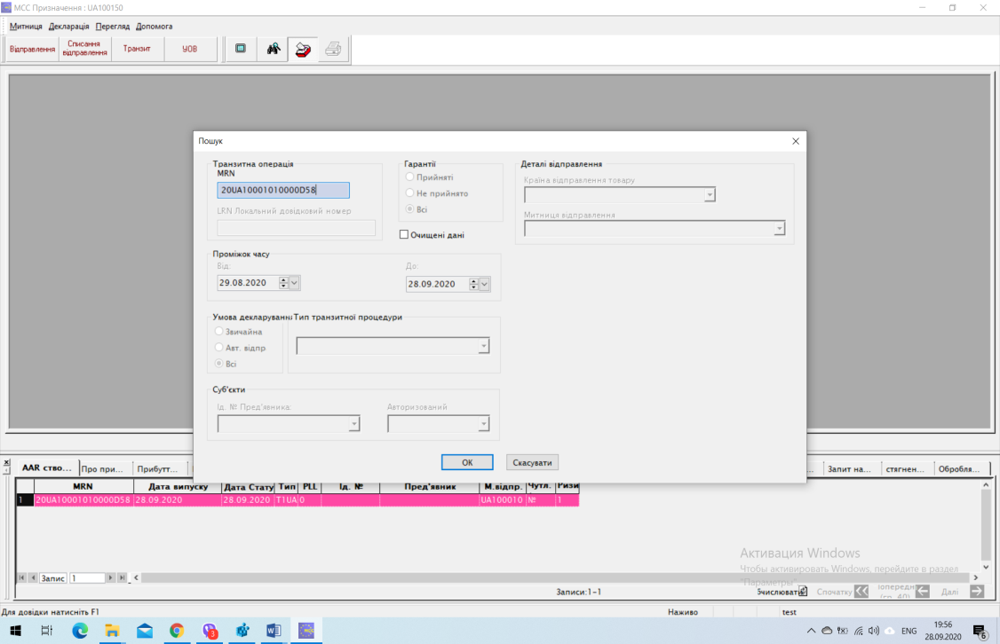 МСС Призначення : UA100150
Митниця Декларація Перегляд Допомога
Відправлення
Списання відправлення
Транзит
УОВ
Пошук
Транзитна операція
MRN
20UA10001010000D58
LRN Локальний довідковий номер
Гарантії
Прийняті
Не прийнято
Всі
Очищені дані
Деталі відправлення
Країна відправлення товару
Митниця відправлення
Проміжок часу
Від:
29.08.2020
До:
28.09.2020
Умова декларуванн
Звичайна
Авт. відпр
Всі
Тип транзитної процедури
Суб'єкти
Ід. № Пред'явника:
Авторизований
ОК
Скасувати
AAR ство...
Про при...
Прибутт...
Запит на...
стягнен...
Обробля...
MRN Дата випуску Дата Стату Тип PLL Ід. № Пред'явник М.відпр. Чутл. Ризи
1 20UA10001010000D58 28.09.2020 28.09.2020 T1UA 0 UA100010 № 1
Запис 1
Активация Windows
Чтобы активировать Windows, перейдите в раздел
"Параметры".
Записи:1-1
Спочатку
Далі
Для довідки натисніть F1
Наживо
test
ENG
19:56
28.09.2020
6
3